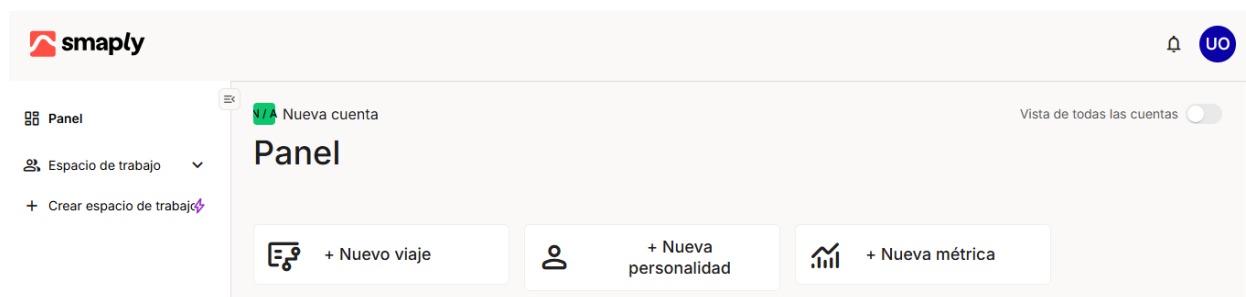 smaply
UO
Panel
N/A Nueva cuenta
Vista de todas las cuentas
Panel
Espacio de trabajo
+ Crear espacio de trabajo
+ Nuevo viaje
+ Nueva
personalidad
+ Nueva métrica